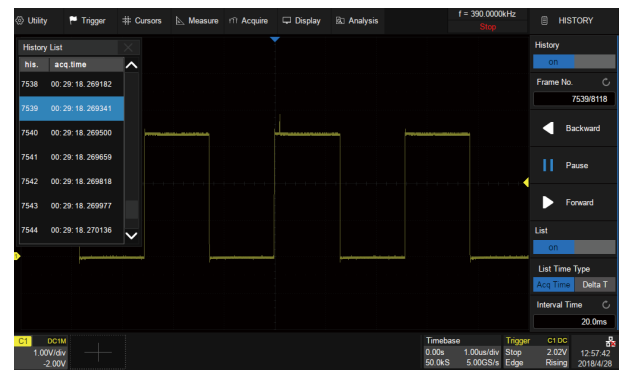 Utility Trigger Cursors Measure Acquire Display Analysis
f = 390.0000kHz
Stop
HISTORY
History List
his. acq.time
7538 00: 29: 18. 269182
7539 00: 29: 18. 269341
7540 00: 29: 18. 269500
7541 00: 29: 18. 269659
7542 00: 29: 18. 269818
7543 00: 29: 18. 269977
7544 00: 29: 18. 270136
History
on
Frame No.
7539/8118
Backward
Pause
Forward
List
on
List Time Type
Acq Time Delta T
Interval Time
20.0ms
C1 DC1M
1.00V/div
-2.00V
Timebase
0.00s 1.00us/div
50.0kS 5.00GS/s
Trigger C1 DC
Stop 2.02V
Edge Rising
12:57:42
2018/4/28